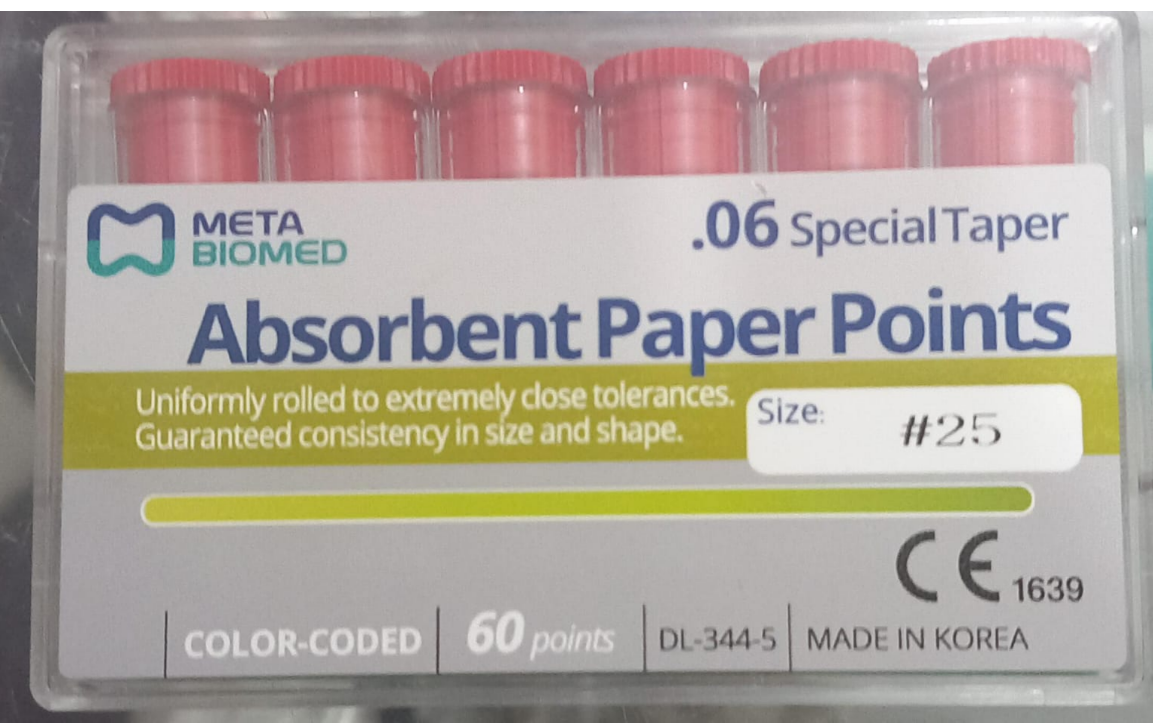 META
BIOMED
.06 Special Taper
Absorbent Paper Points
Uniformly rolled to extremely close tolerances.
Guaranteed consistency in size and shape.
Size: #25
CE 1639
COLOR-CODED 60 points DL-344-5 MADE IN KOREA